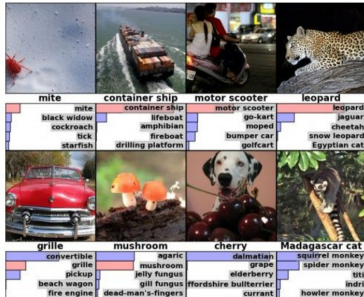 mite
container ship
motor scooter
leopard
mite
black widow
cockroach
tick
starfish
container ship
lifeboat
amphibian
fireboat
drilling platform
motor scooter
go-kart
moped
bumper car
golfcart
leopard
jaguar
cheetah
snow leopard
Egyptian cat
grille
mushroom
cherry
Madagascar cat
convertible
grille
pickup
beach wagon
fire engine
agaric
mushroom
jelly fungus
gill fungus
dead-man's-fingers
dalmatian
grape
elderberry
ffordshire bullterrier
currant
squirrel monkey
spider monkey
titi
indri
howler monkey